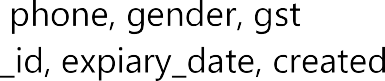 phone, gender, gst
_id, expiary_date, created